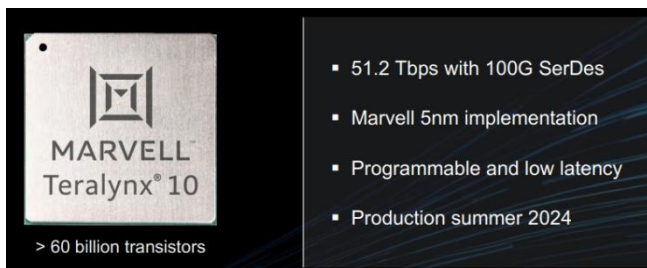 MARVELL
Teralynx® 10
> 60 billion transistors
▪ 51.2 Tbps with 100G SerDes
▪ Marvell 5nm implementation
▪ Programmable and low latency
▪ Production summer 2024